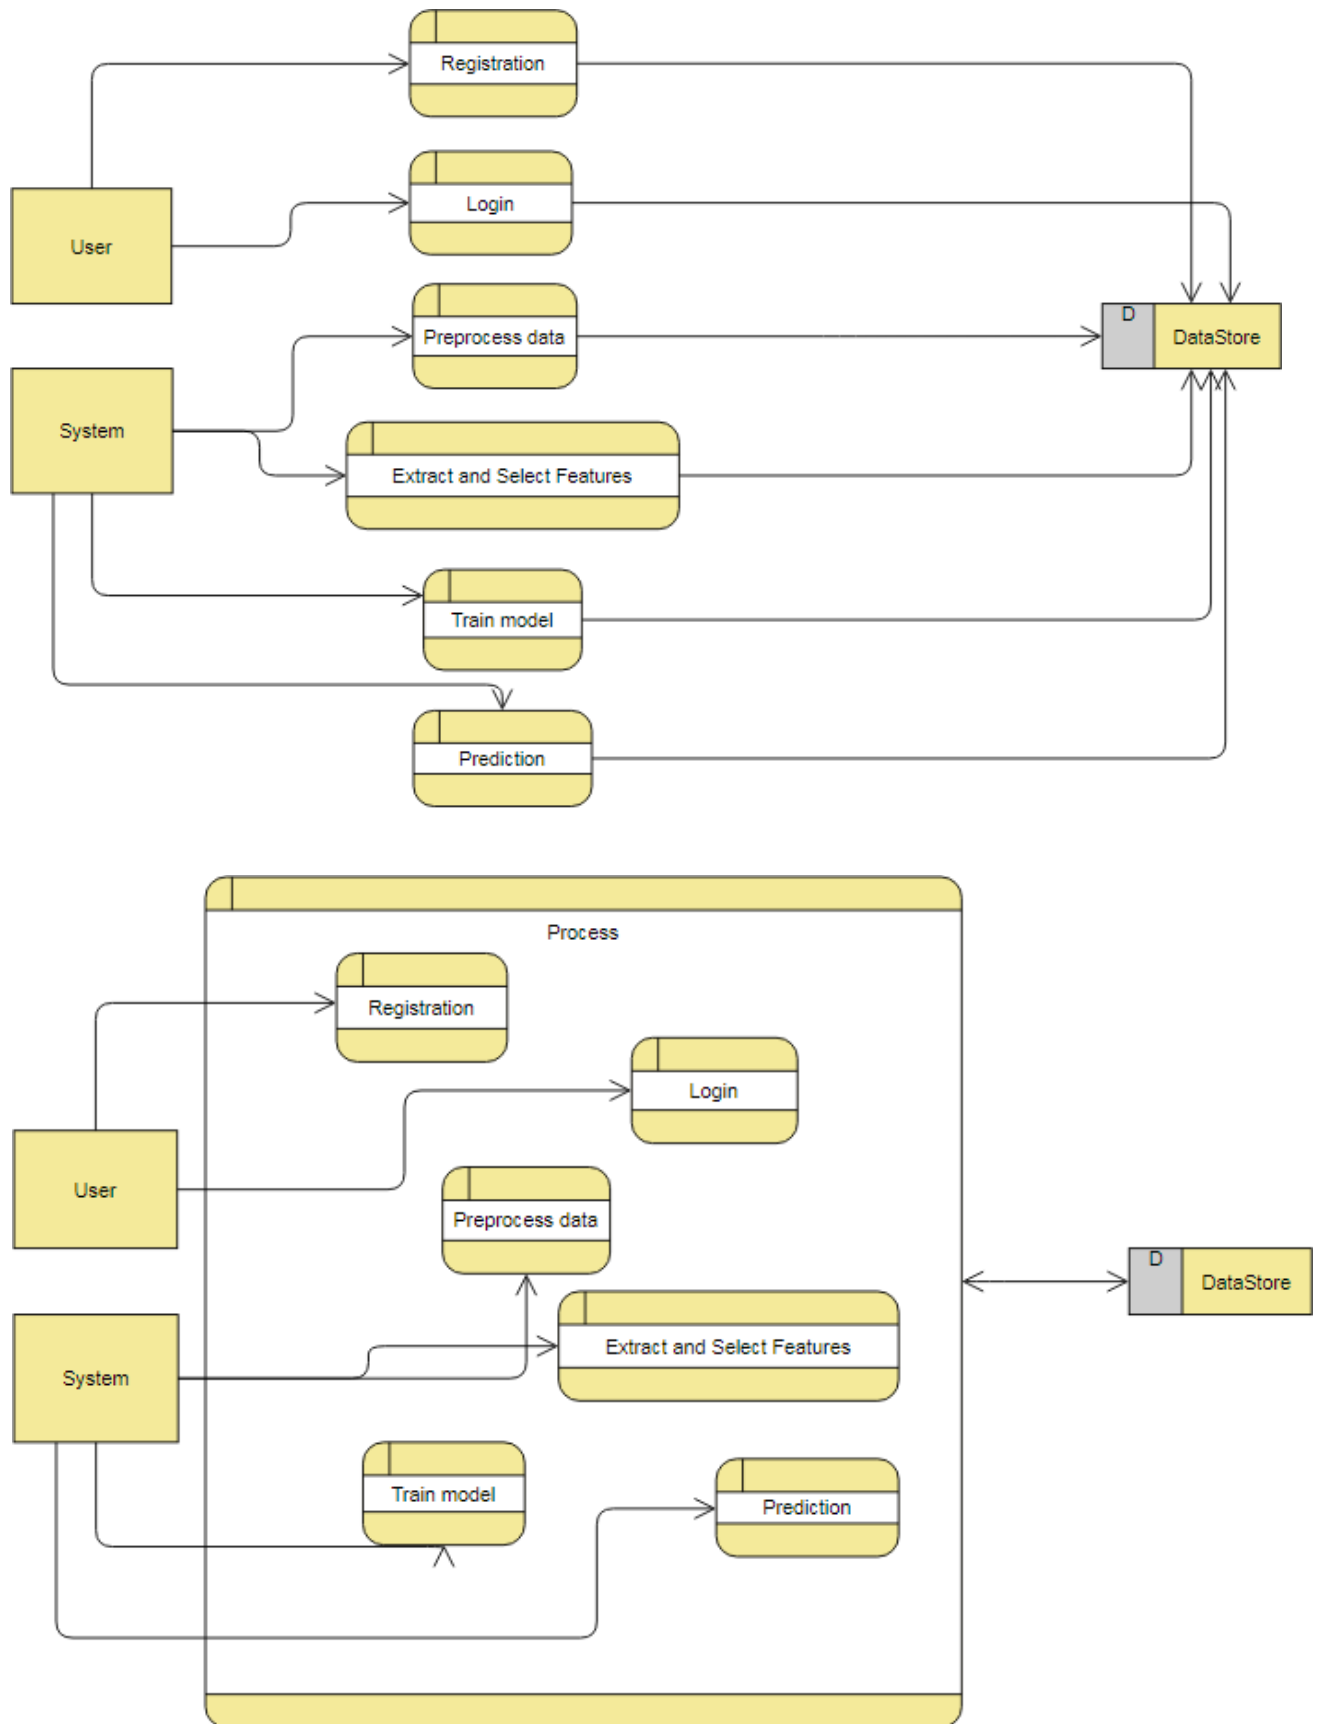 Registration
Login
User
Preprocess data
D
DataStore
System
Extract and Select Features
Train model
Prediction
Process
Registration
Login
User
Preprocess data
D
DataStore
Extract and Select Features
System
Train model
Prediction